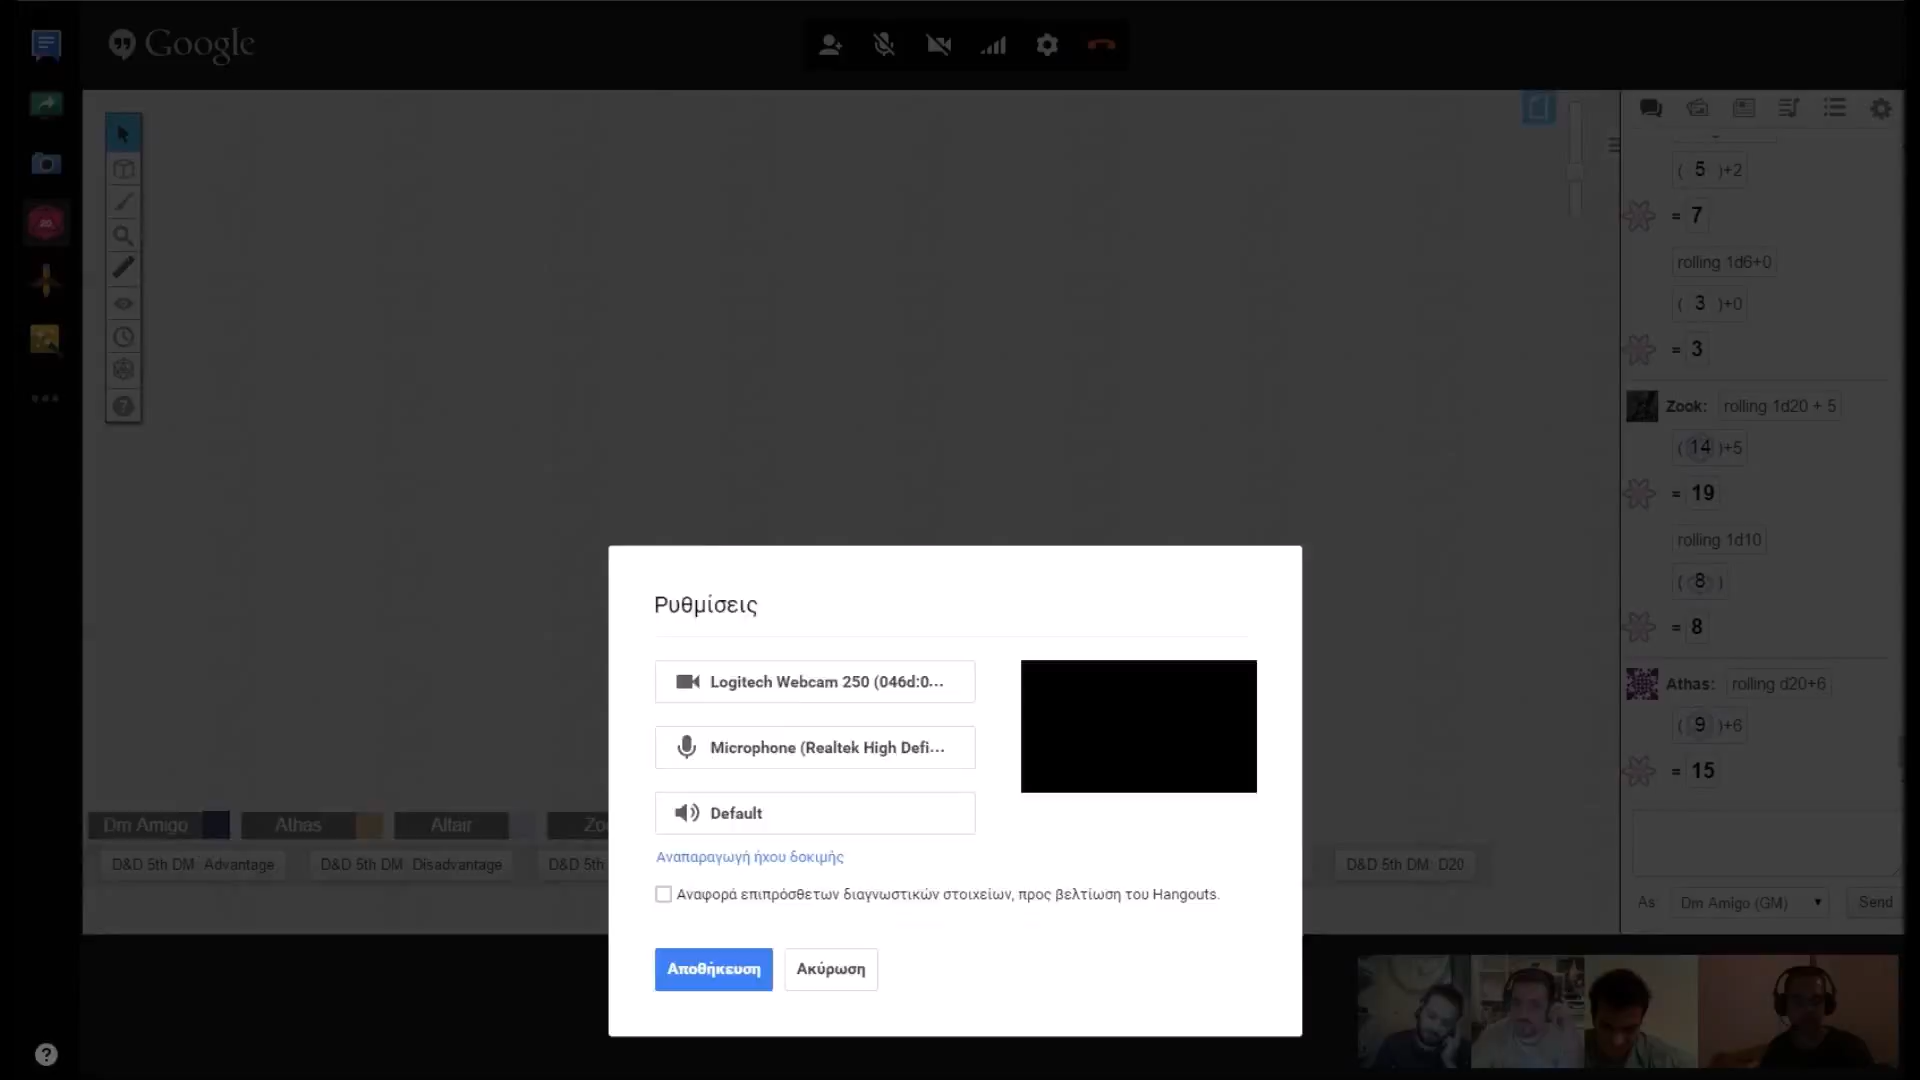 Google
( 5 )+2
= 7
rolling 1d6+0
( 3 )+0
= 3
Zook: rolling 1d20 + 5
( 14 )+5
= 19
rolling 1d10
( 8 )
= 8
Athas: rolling d20+6
( 9 )+6
= 15
Ρυθμίσεις
Logitech Webcam 250 (046d:0...
Microphone (Realtek High Defi...
Default
Αναπαραγωγή ήχου δοκιμής
Αναφορά επιπρόσθετων διαγνωστικών στοιχείων, προς βελτίωση του Hangouts.
Αποθήκευση Ακύρωση
Dm Amigo Athas Altair Zo
D&D 5th DM Advantage D&D 5th DM Disadvantage D&D 5th D&D 5th DM D20
As: Dm Amigo (GM) Send